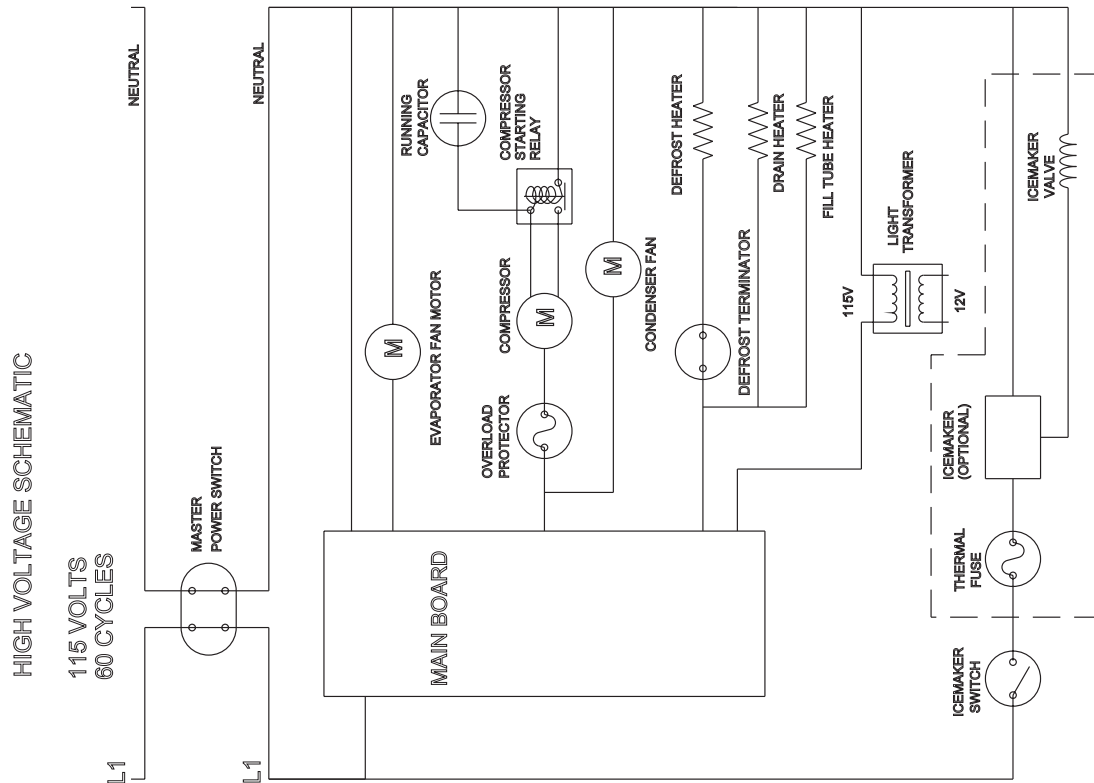 HIGH VOLTAGE SCHEMATIC
115 VOLTS
60 CYCLES
L1
MASTER
POWER SWITCH
NEUTRAL
L1
NEUTRAL
MAIN BOARD
EVAPORATOR FAN MOTOR
M
RUNNING
CAPACITOR
OVERLOAD
PROTECTOR
COMPRESSOR
M
COMPRESSOR
STARTING
RELAY
M
CONDENSER FAN
DEFROST HEATER
DEFROST TERMINATOR
DRAIN HEATER
FILL TUBE HEATER
115V
LIGHT
TRANSFORMER
12V
ICEMAKER
SWITCH
THERMAL
FUSE
ICEMAKER
(OPTIONAL)
ICEMAKER
VALVE